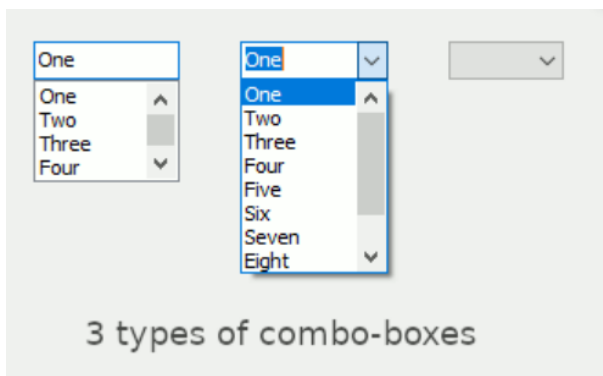 One
One
Two
Three
Four
One
One
Two
Three
Four
Five
Six
Seven
Eight
3 types of combo-boxes